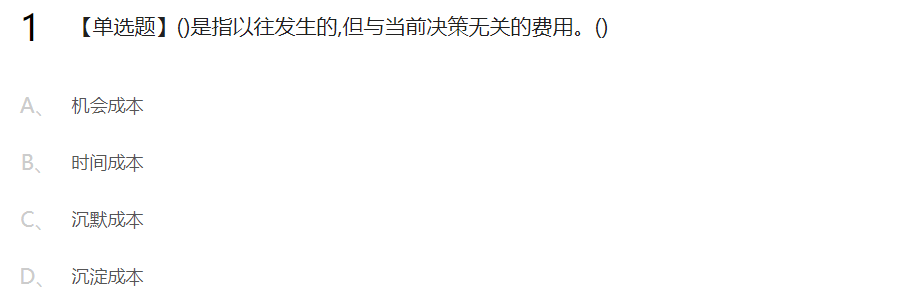 1 【单选题】()是指以往发生的,但与当前决策无关的费用。()
A、 机会成本
B、 时间成本
C、 沉默成本
D、 沉淀成本